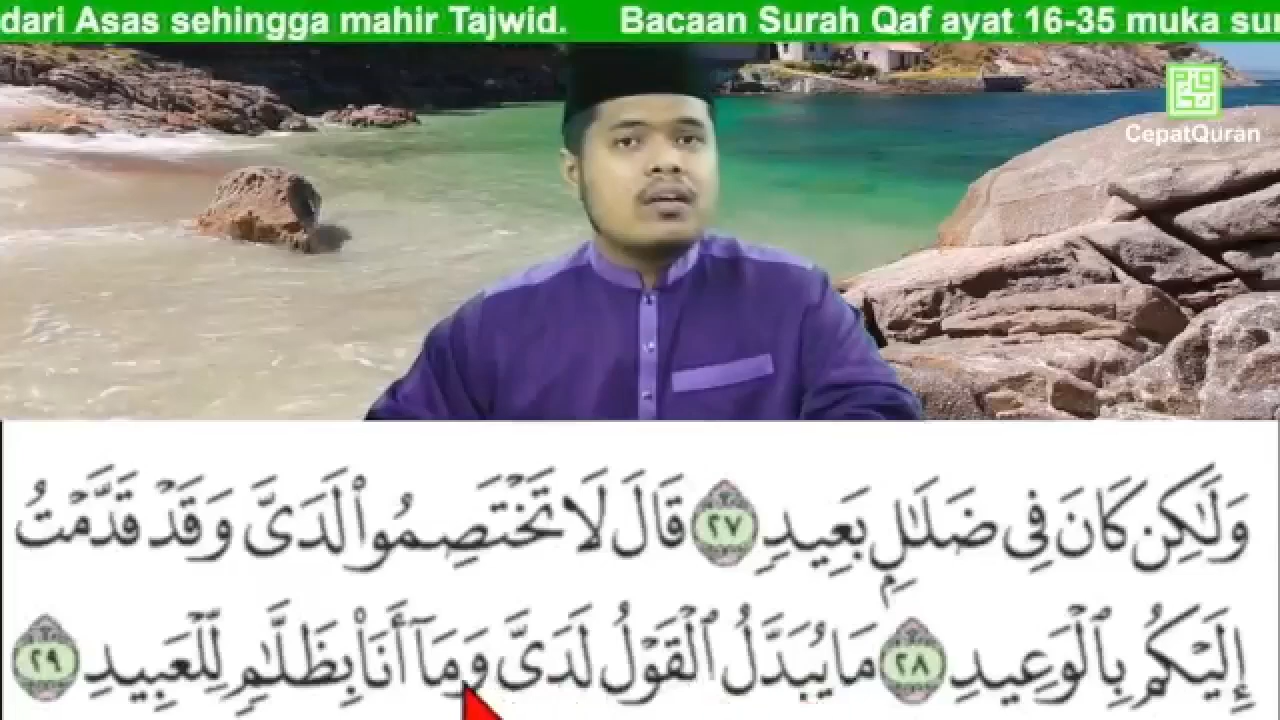 dari Asas sehingga mahir Tajwid. Bacaan Surah Qaf ayat 16-35 muka sur
CepatQuran
وَلَٰكِن كَانَ فِى ضَلَٰلِۭ بَعِيدٍ ٢٧ قَالَ لَا تَخْتَصِمُوا۟ لَدَىَّ وَقَدْ قَدَّمْتُ
إِلَيْكُم بِٱلْوَعِيدِ ٢٨ مَا يُبَدَّلُ ٱلْقَوْلُ لَدَىَّ وَمَآ أَنَا۠ بِظَلَّٰمٍ لِّلْعَبِيدِ ٢٩